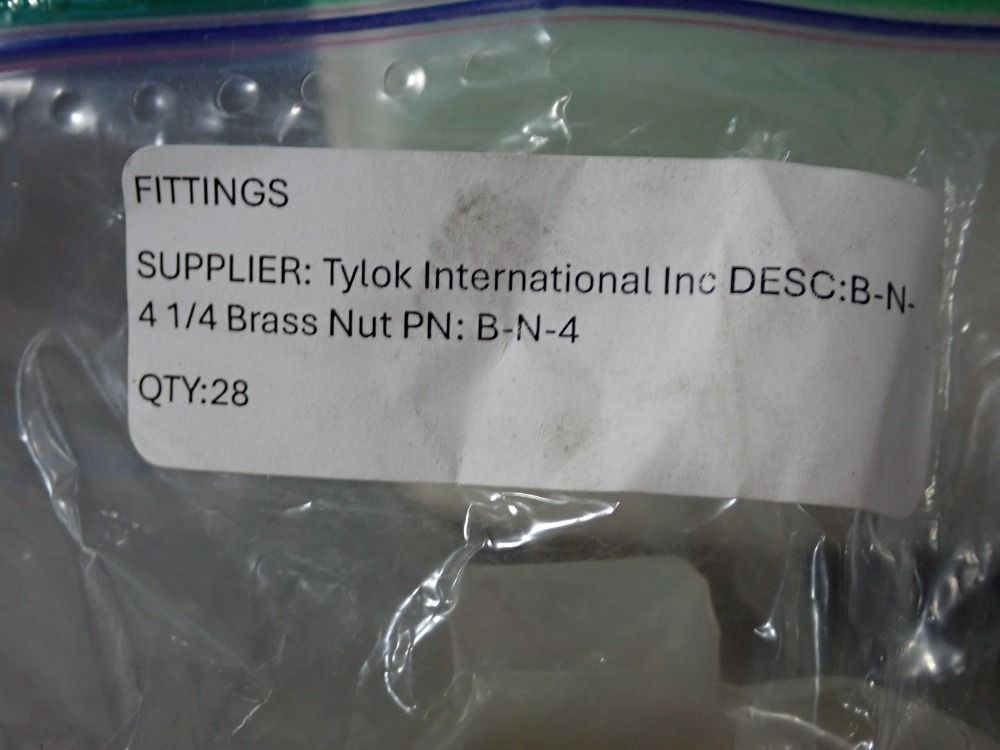 FITTINGS
SUPPLIER: Tylok International Inc DESC:B-N-
4 1/4 Brass Nut PN: B-N-4
QTY:28